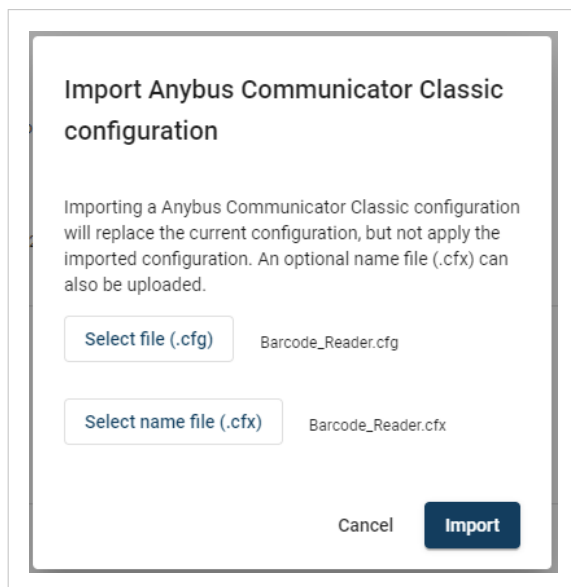 Import Anybus Communicator Classic
configuration
Importing a Anybus Communicator Classic configuration
will replace the current configuration, but not apply the
imported configuration. An optional name file (.cfx) can
also be uploaded.
Select file (.cfg) Barcode_Reader.cfg
Select name file (.cfx) Barcode_Reader.cfx
Cancel Import